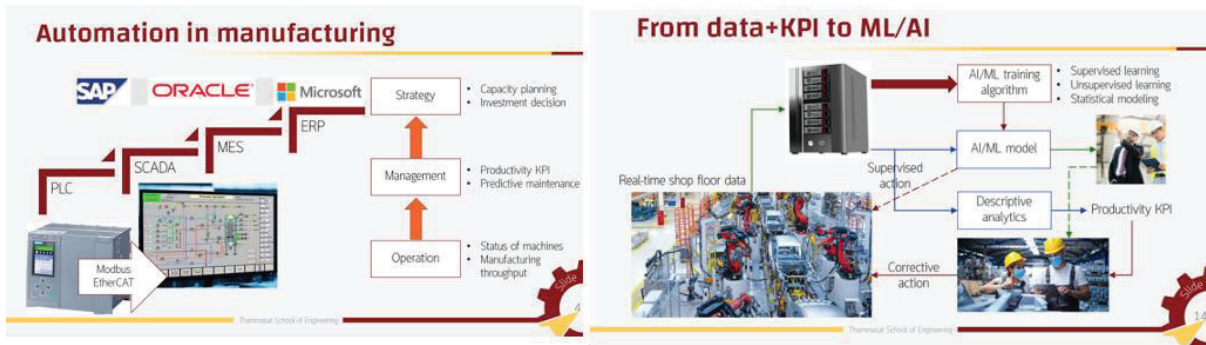 Automation in manufacturing
SAP
ORACLE
Microsoft
PLC
SCADA
MES
ERP
Modbus
EtherCAT
Strategy
• Capacity planning
• Investment decision
Management
• Productivity KPI
• Predictive maintenance
Operation
• Status of machines
• Manufacturing
throughput
Slide
4
Thammasat School of Engineering
From data+KPI to ML/AI
AI/ML training
algorithm
• Supervised learning
• Unsupervised learning
• Statistical modeling
AI/ML model
Supervised
action
Real-time shop floor data
Descriptive
analytics
Productivity KPI
Corrective
action
Slide
14
Thammasat School of Engineering